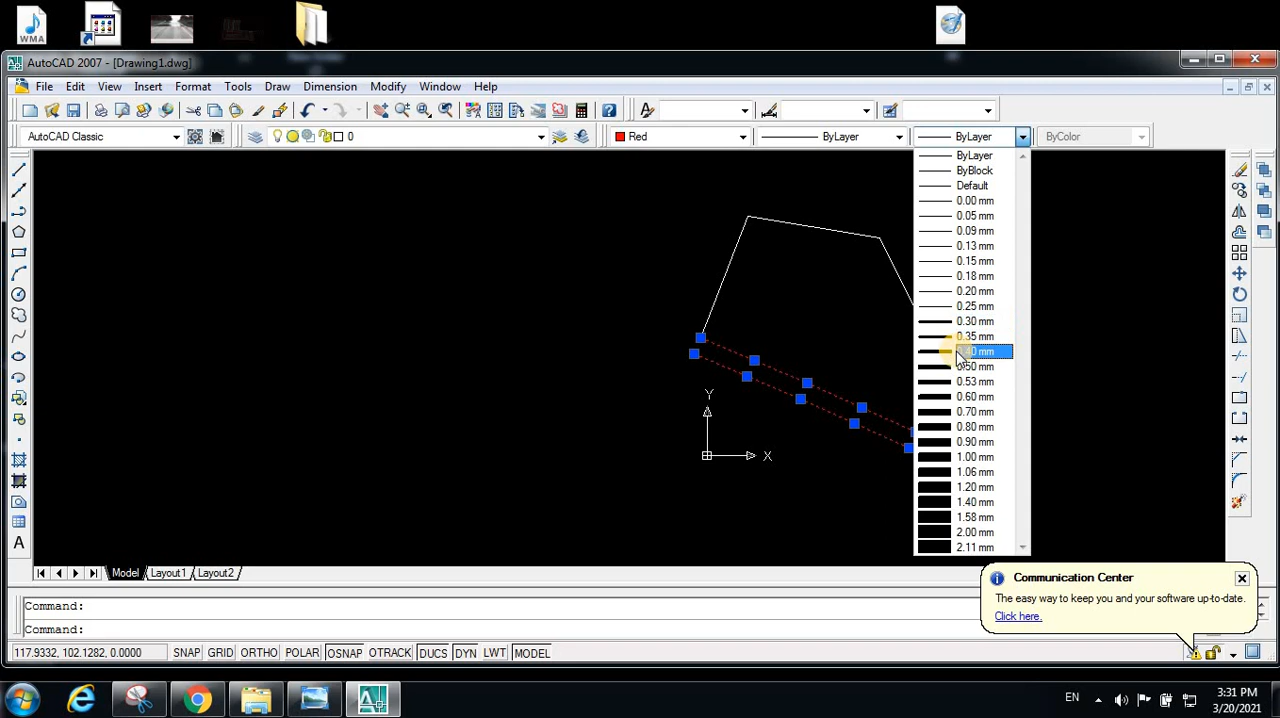 WMA
AutoCAD 2007 - [Drawing1.dwg]
File Edit View Insert Format Tools Draw Dimension Modify Window Help
AutoCAD Classic
0
Red
ByLayer
ByLayer
ByColor
ByLayer
ByBlock
Default
0.00 mm
0.05 mm
0.09 mm
0.13 mm
0.15 mm
0.18 mm
0.20 mm
0.25 mm
0.30 mm
0.35 mm
0.40 mm
0.50 mm
0.53 mm
0.60 mm
0.70 mm
0.80 mm
0.90 mm
1.00 mm
1.06 mm
1.20 mm
1.40 mm
1.58 mm
2.00 mm
2.11 mm
Y
X
A
Model Layout1 Layout2
Communication Center
The easy way to keep you and your software up-to-date.
Click here.
Command:
Command:
117.9332, 102.1282, 0.0000 SNAP GRID ORTHO POLAR OSNAP OTRACK DUCS DYN LWT MODEL
EN
3:31 PM
3/20/2021